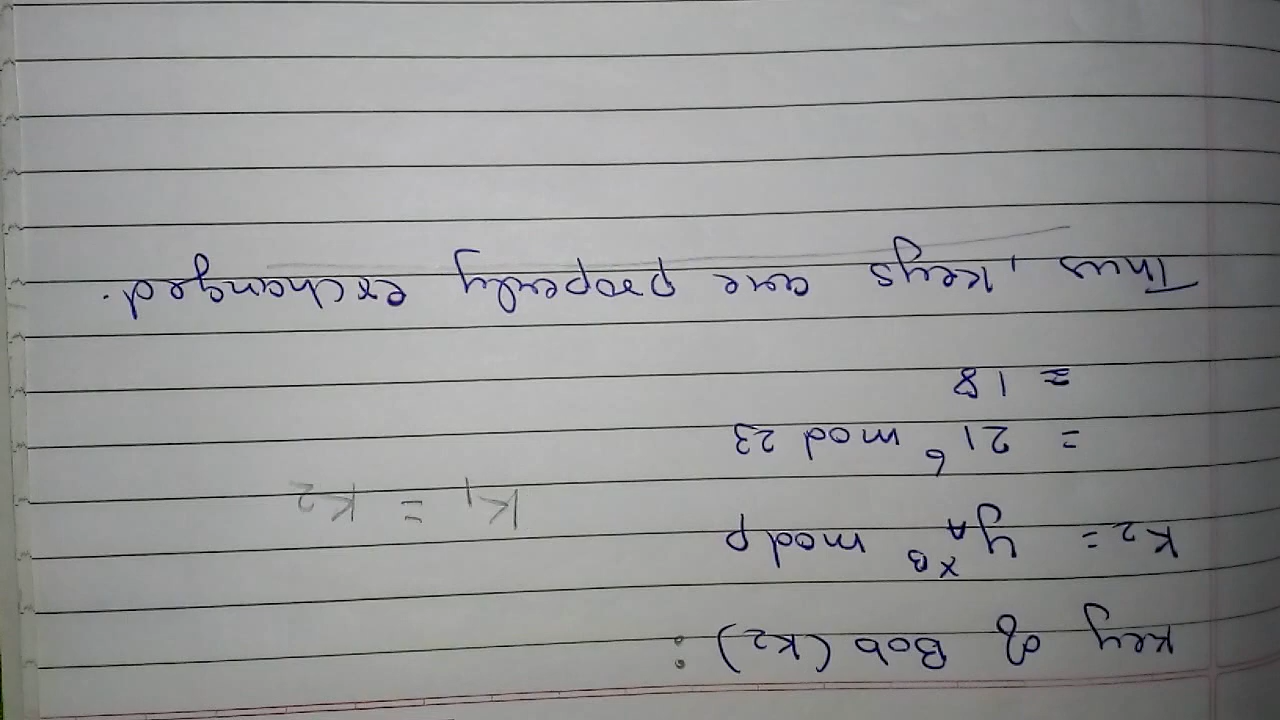 Key of Bob (K2) :
K2 = yA^xB mod p
K1 = K2
= 21^6 mod 23
= 18
Thus, keys are properly exchanged.